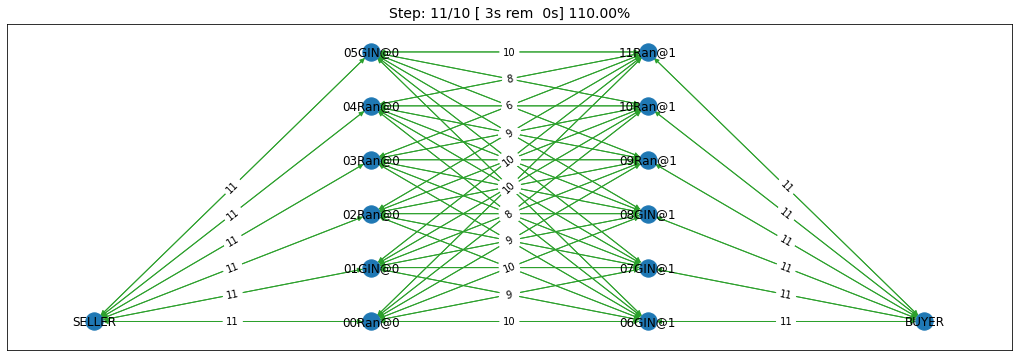 Step: 11/10 [ 3s rem  0s] 110.00%
05GIN@0
10
11Ran@1
8
04Ran@0
6
10Ran@1
9
03Ran@0
10
09Ran@1
11
10
11
11
02Ran@0
8
08GIN@1
11
11
9
11
11
01GIN@0
10
07GIN@1
11
11
9
11
SELLER
11
00Ran@0
10
06GIN@1
11
BUYER